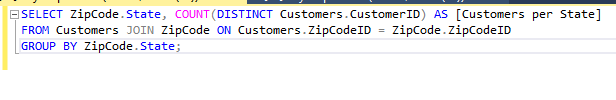 SELECT ZipCode.State, COUNT(DISTINCT Customers.CustomerID) AS [Customers per State]
FROM Customers JOIN ZipCode ON Customers.ZipCodeID = ZipCode.ZipCodeID
GROUP BY ZipCode.State;